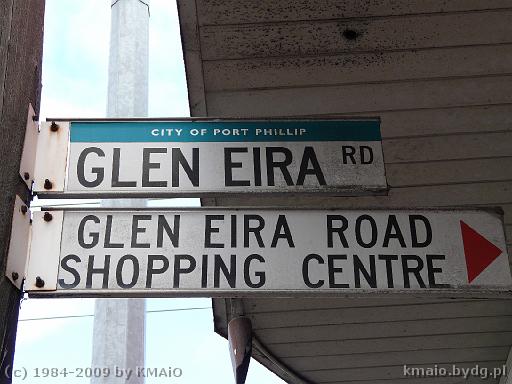 CITY OF PORT PHILLIP
GLEN EIRA RD
GLEN EIRA ROAD
SHOPPING CENTRE
(c) 1984-2009 by KMAiO
kmaio.bydg.pl